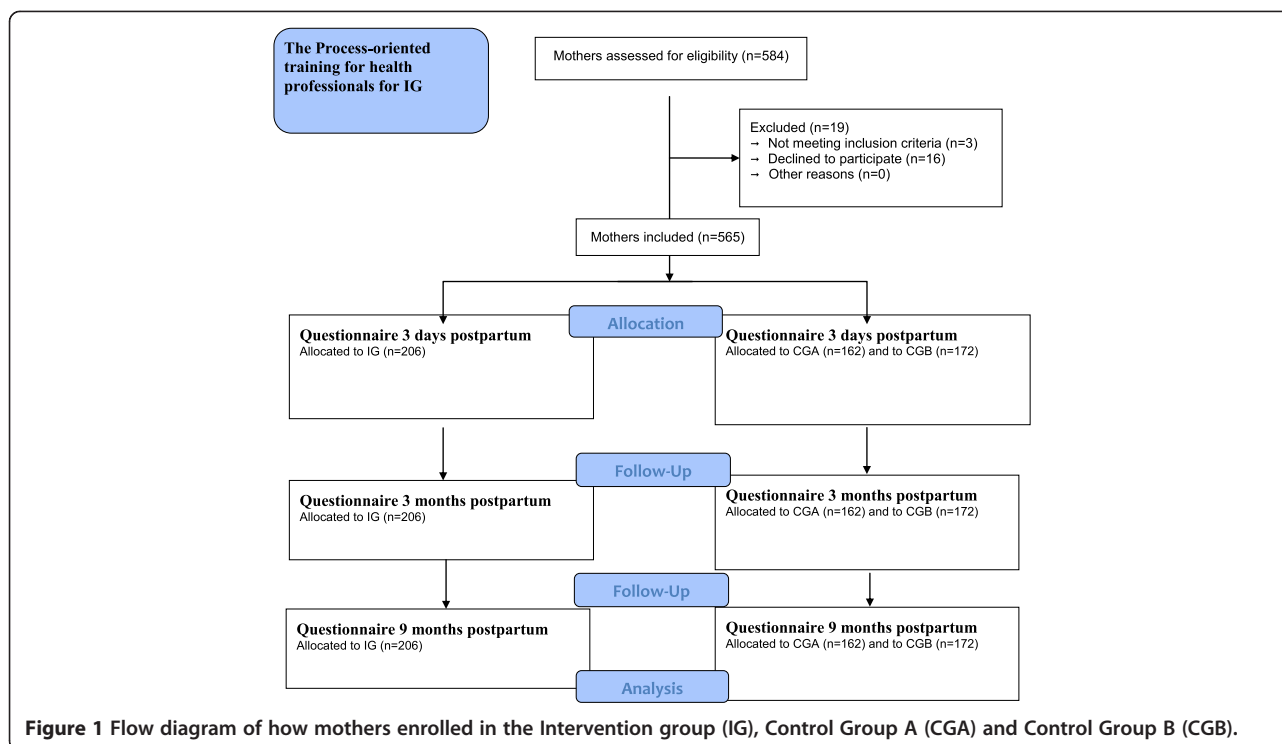 The Process-oriented
training for health
professionals for IG
Mothers assessed for eligibility (n=584)
Excluded (n=19)
→ Not meeting inclusion criteria (n=3)
→ Declined to participate (n=16)
→ Other reasons (n=0)
Mothers included (n=565)
Allocation
Questionnaire 3 days postpartum
Allocated to IG (n=206)
Questionnaire 3 days postpartum
Allocated to CGA (n=162) and to CGB (n=172)
Follow-Up
Questionnaire 3 months postpartum
Allocated to IG (n=206)
Questionnaire 3 months postpartum
Allocated to CGA (n=162) and to CGB (n=172)
Follow-Up
Questionnaire 9 months postpartum
Allocated to IG (n=206)
Questionnaire 9 months postpartum
Allocated to CGA (n=162) and to CGB (n=172)
Analysis
Figure 1 Flow diagram of how mothers enrolled in the Intervention group (IG), Control Group A (CGA) and Control Group B (CGB).